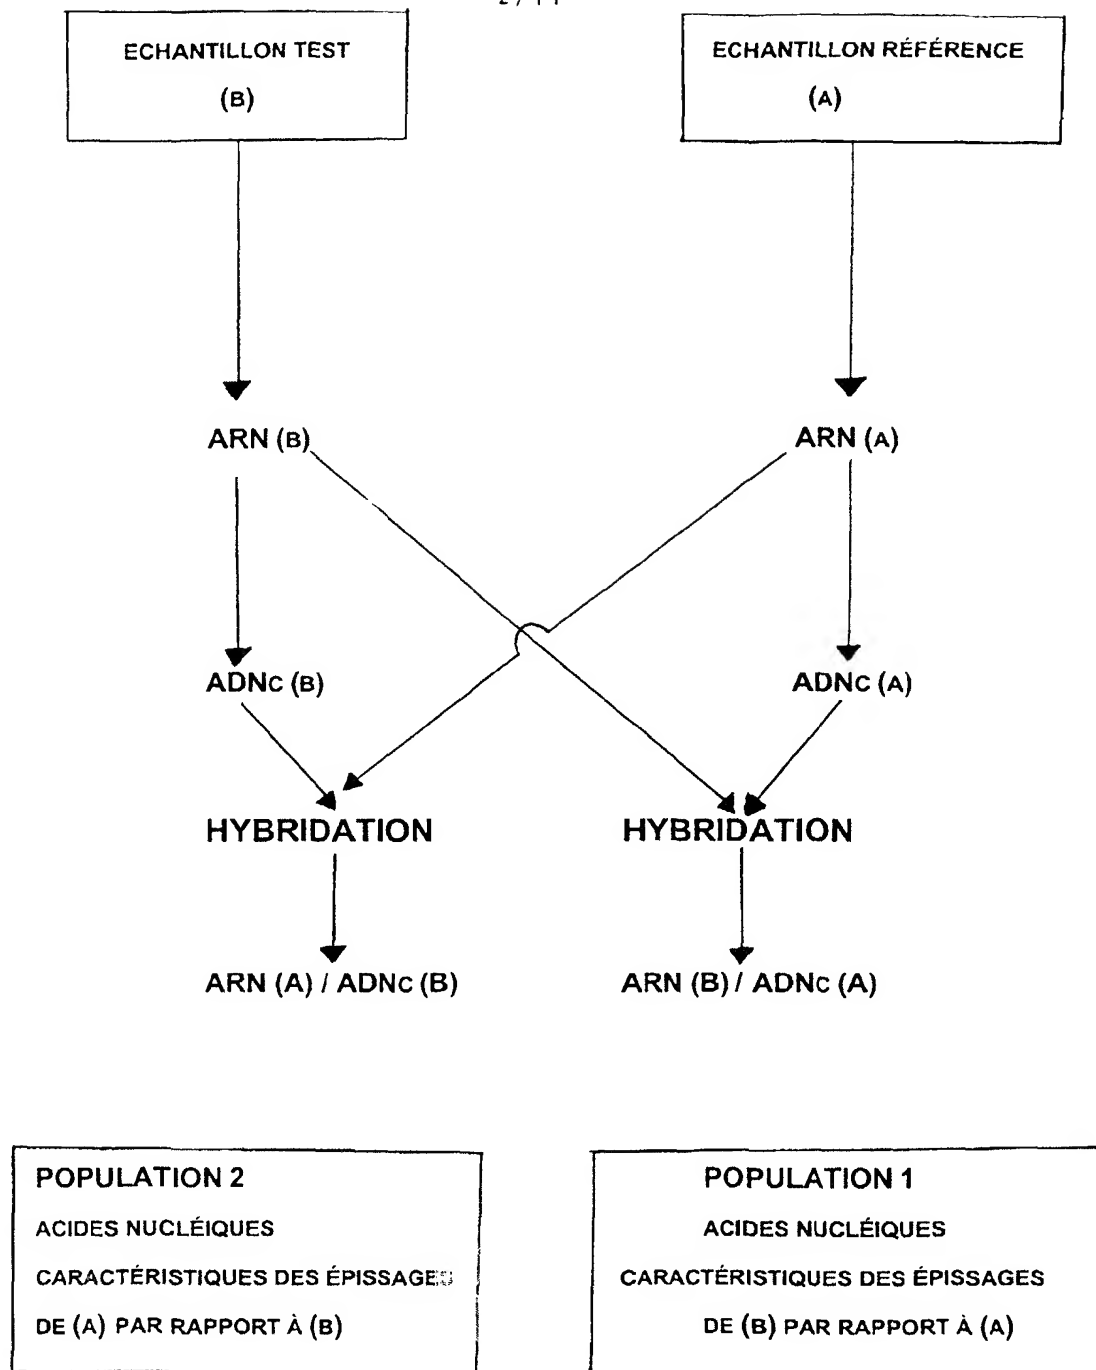 ECHANTILLON TEST
(B)
ECHANTILLON RÉFÉRENCE
(A)
ARN (B)
ARN (A)
ADNC (B)
ADNC (A)
HYBRIDATION
HYBRIDATION
ARN (A) / ADNC (B)
ARN (B) / ADNC (A)
POPULATION 2
ACIDES NUCLÉIQUES
CARACTÉRISTIQUES DES ÉPISSAGES
DE (A) PAR RAPPORT À (B)
POPULATION 1
ACIDES NUCLÉIQUES
CARACTÉRISTIQUES DES ÉPISSAGES
DE (B) PAR RAPPORT À (A)